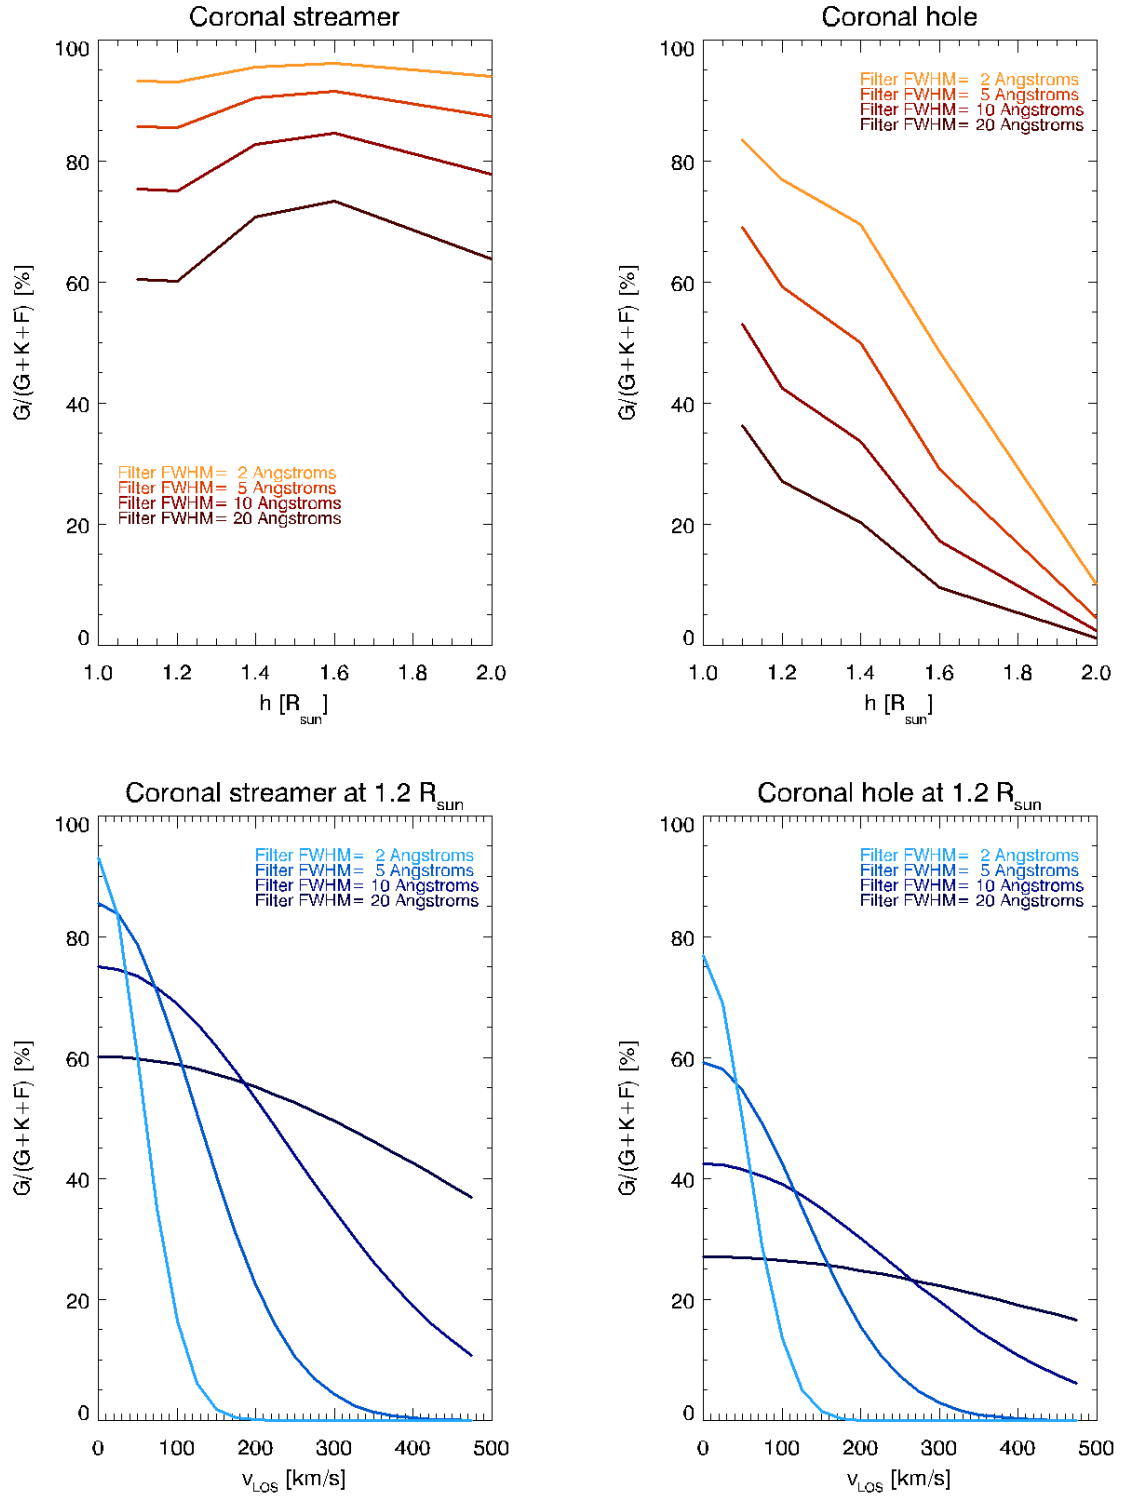 Coronal streamer
100
80
60
40
20
0
G/(G+K+F) [%]
Filter FWHM= 2 Angstroms
Filter FWHM= 5 Angstroms
Filter FWHM= 10 Angstroms
Filter FWHM= 20 Angstroms
1.0 1.2 1.4 1.6 1.8 2.0
h [R_sun]
Coronal hole
100
80
60
40
20
0
G/(G+K+F) [%]
Filter FWHM= 2 Angstroms
Filter FWHM= 5 Angstroms
Filter FWHM= 10 Angstroms
Filter FWHM= 20 Angstroms
1.0 1.2 1.4 1.6 1.8 2.0
h [R_sun]
Coronal streamer at 1.2 R_sun
100
80
60
40
20
0
G/(G+K+F) [%]
Filter FWHM= 2 Angstroms
Filter FWHM= 5 Angstroms
Filter FWHM= 10 Angstroms
Filter FWHM= 20 Angstroms
0 100 200 300 400 500
v_LOS [km/s]
Coronal hole at 1.2 R_sun
100
80
60
40
20
0
G/(G+K+F) [%]
Filter FWHM= 2 Angstroms
Filter FWHM= 5 Angstroms
Filter FWHM= 10 Angstroms
Filter FWHM= 20 Angstroms
0 100 200 300 400 500
v_LOS [km/s]